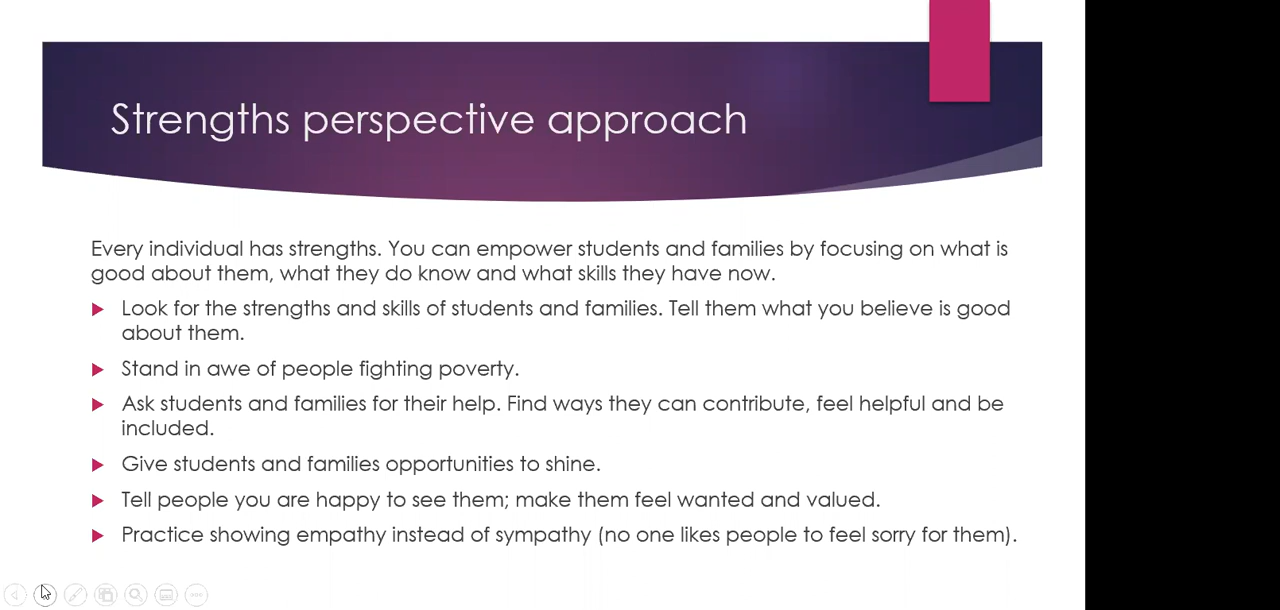 Strengths perspective approach
Every individual has strengths. You can empower students and families by focusing on what is
good about them, what they do know and what skills they have now.
Look for the strengths and skills of students and families. Tell them what you believe is good
about them.
Stand in awe of people fighting poverty.
Ask students and families for their help. Find ways they can contribute, feel helpful and be
included.
Give students and families opportunities to shine.
Tell people you are happy to see them; make them feel wanted and valued.
Practice showing empathy instead of sympathy (no one likes people to feel sorry for them).